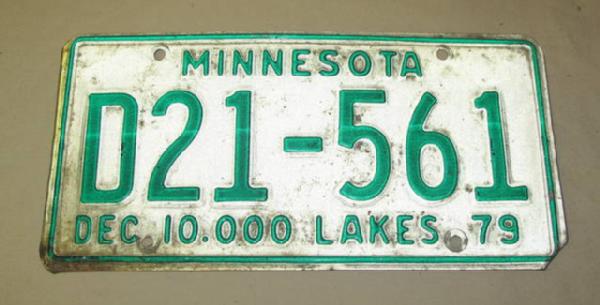 MINNESOTA
D21-561
DEC 10.000 LAKES 79